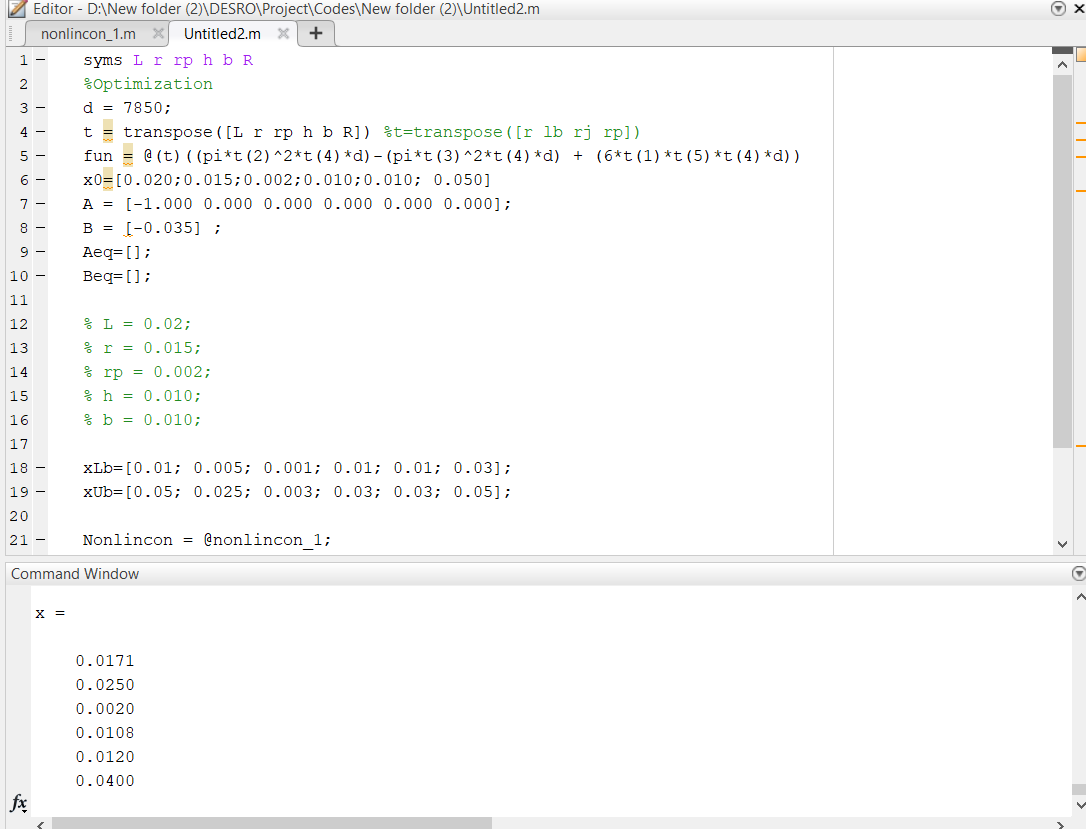 Editor - D:\New folder (2)\DESRO\Project\Codes\New folder (2)\Untitled2.m
nonlincon_1.m × Untitled2.m × +
1 – syms L r rp h b R
2 %Optimization
3 – d = 7850;
4 – t = transpose([L r rp h b R]) %t=transpose([r lb rj rp])
5 – fun = @(t)((pi*t(2)^2*t(4)*d)-(pi*t(3)^2*t(4)*d) + (6*t(1)*t(5)*t(4)*d))
6 – x0=[0.020;0.015;0.002;0.010;0.010; 0.050]
7 – A = [-1.000 0.000 0.000 0.000 0.000 0.000];
8 – B = [-0.035] ;
9 – Aeq=[];
10 – Beq=[];
11
12 % L = 0.02;
13 % r = 0.015;
14 % rp = 0.002;
15 % h = 0.010;
16 % b = 0.010;
17
18 – xLb=[0.01; 0.005; 0.001; 0.01; 0.01; 0.03];
19 – xUb=[0.05; 0.025; 0.003; 0.03; 0.03; 0.05];
20
21 – Nonlincon = @nonlincon_1;
Command Window
x =
0.0171
0.0250
0.0020
0.0108
0.0120
0.0400
fx